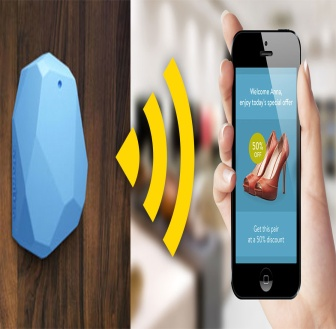 Welcome Anna,
enjoy today's special offer
50%
OFF
Get this pair
at a 50% discount